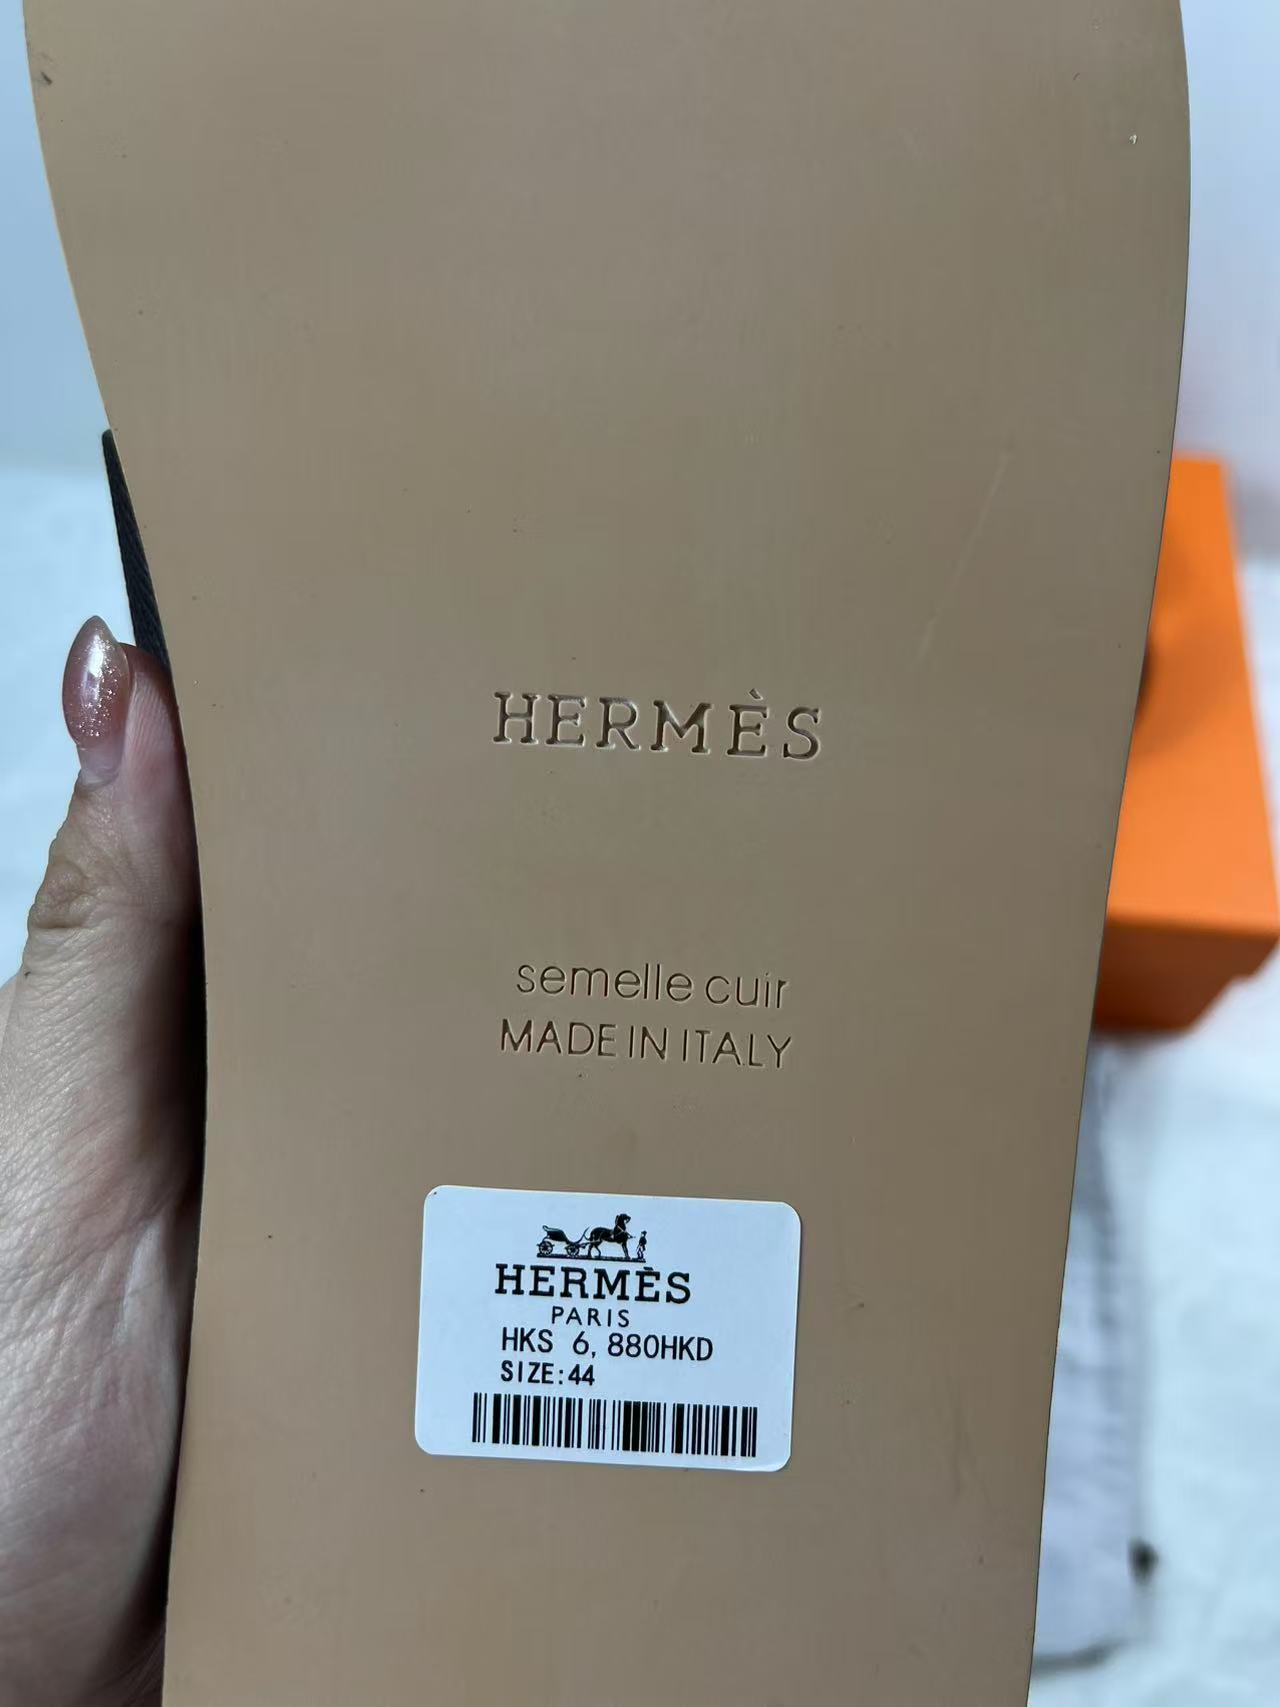 HERMÈS
semelle cuir
MADE IN ITALY
HERMÈS
PARIS
HKS 6,880HKD
SIZE:44